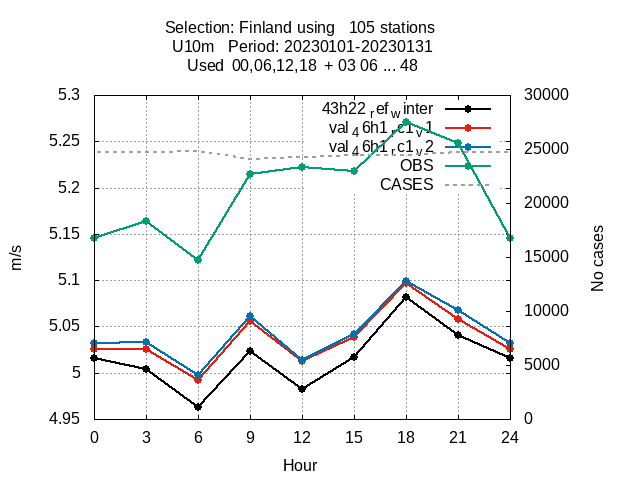 Selection: Finland using   105 stations
U10m   Period: 20230101-20230131
Used  00,06,12,18  + 03 06 ... 48
5.3
5.25
5.2
5.15
5.1
5.05
5
4.95
30000
25000
20000
15000
10000
5000
0
43h22_ref_winter
val_46h1_rc1_v1
val_46h1_rc1_v2
OBS
CASES
m/s
No cases
0 3 6 9 12 15 18 21 24
Hour